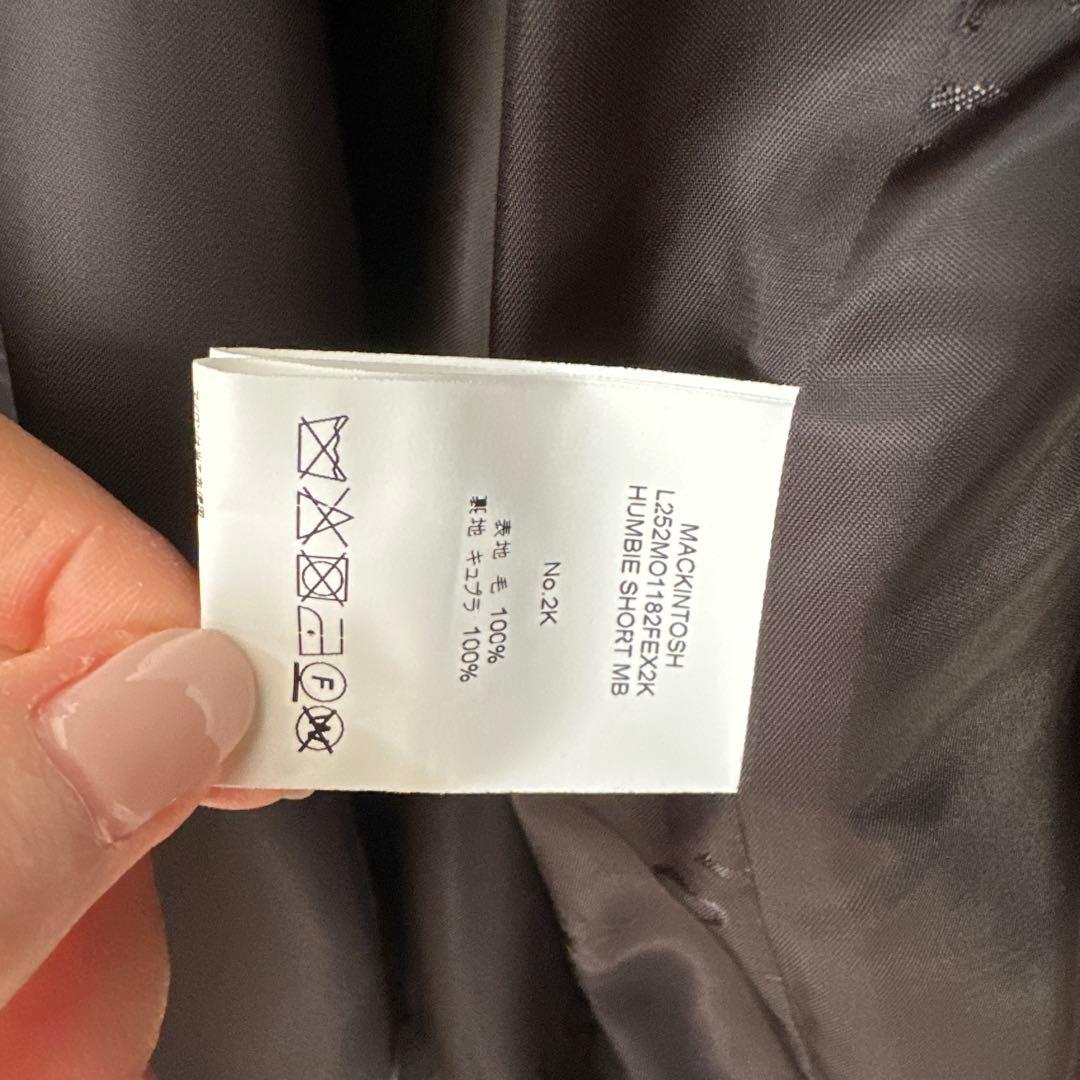 MACKINTOSH
L252MO1182FEX2K
HUMBIE SHORT MB
No.2K
表地 毛 100%
裏地 キュプラ 100%
F
W